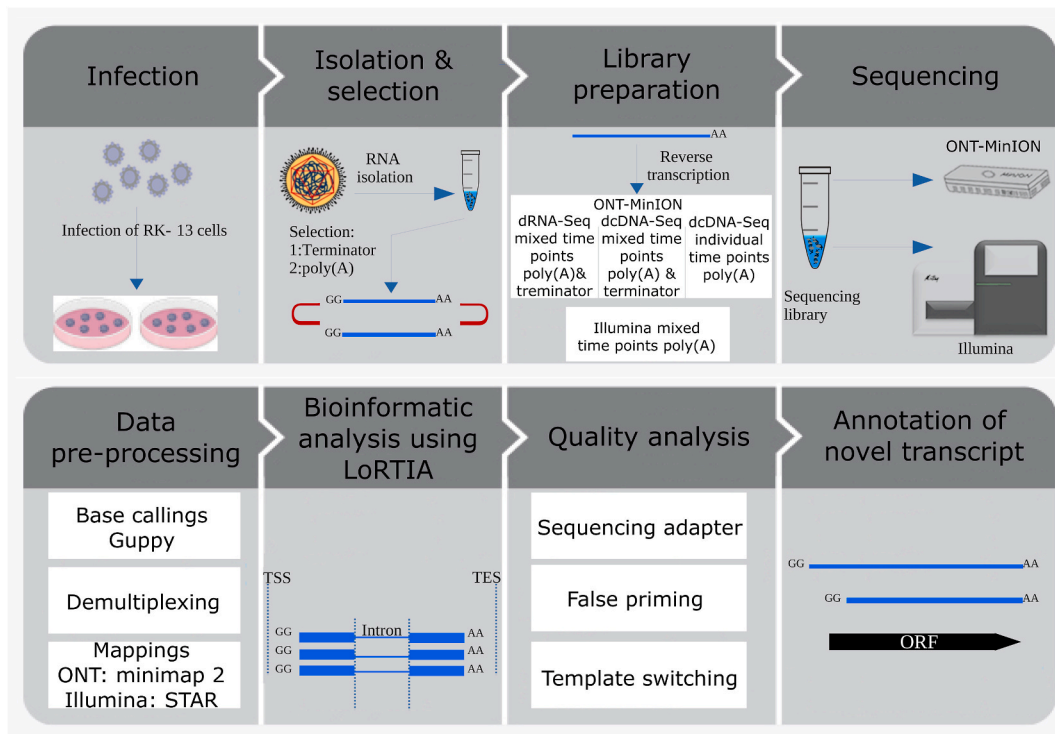 Infection
Infection of RK- 13 cells
Isolation &
selection
RNA
isolation
Selection:
1:Terminator
2:poly(A)
GG
AA
GG
AA
Library
preparation
AA
Reverse
transcription
ONT-MinION
dRNA-Seq
mixed time
points
poly(A)&
treminator
dcDNA-Seq
mixed time
points
poly(A) &
terminator
dcDNA-Seq
individual
time points
poly(A)
Illumina mixed
time points poly(A)
Sequencing
ONT-MinION
MinION
Sequencing
library
Illumina
Data
pre-processing
Base callings
Guppy
Demultiplexing
Mappings
ONT: minimap 2
Illumina: STAR
Bioinformatic
analysis using
LoRTIA
TSS
TES
GG
Intron
AA
GG
AA
GG
AA
Quality analysis
Sequencing adapter
False priming
Template switching
Annotation of
novel transcript
GG
AA
GG
AA
ORF